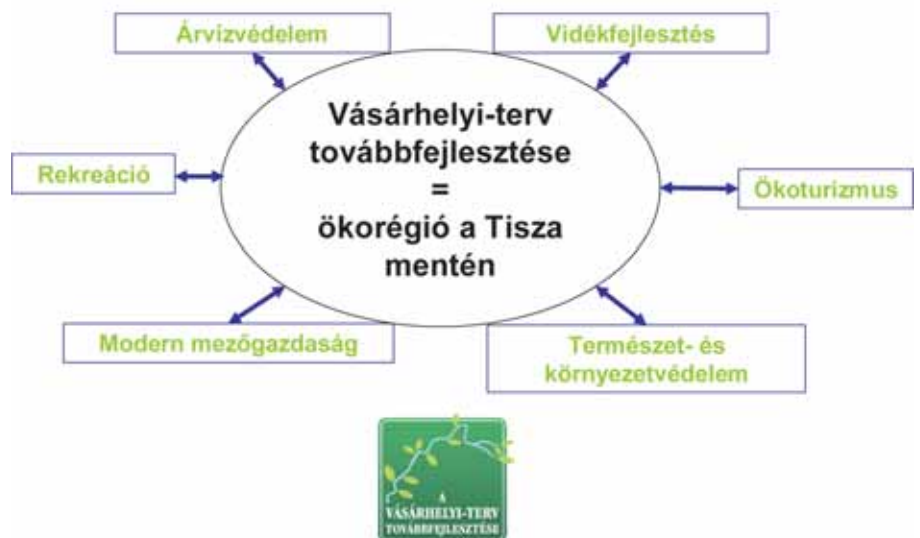 Árvízvédelem
Vidékfejlesztés
Vásárhelyi-terv
továbbfejlesztése
=
ökorégió a Tisza
mentén
Rekreáció
Ökoturizmus
Modern mezőgazdaság
Természet- és
környezetvédelem
A
VÁSÁRHELYI-TERV
TOVÁBBFEJLESZTÉSE